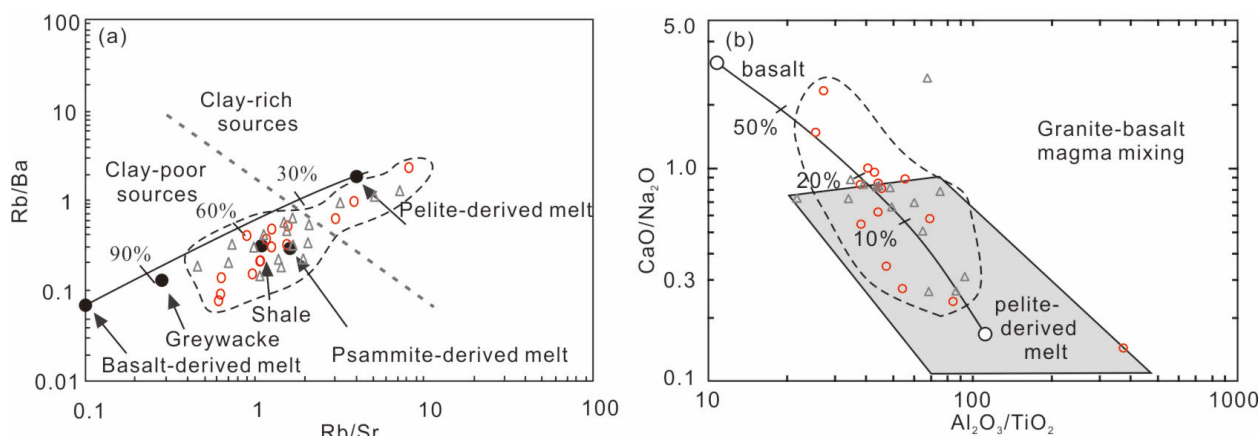 (a)
100
10
1
0.1
0.01
Rb/Ba
Clay-rich
sources
Clay-poor
sources
30%
60%
90%
Pelite-derived melt
Shale
Greywacke
Basalt-derived melt
Psammite-derived melt
0.1
1
10
100
Rb/Sr
(b)
5.0
1.0
0.3
0.1
CaO/Na₂O
basalt
50%
20%
10%
Granite-basalt
magma mixing
pelite-
derived
melt
10
100
1000
Al₂O₃/TiO₂